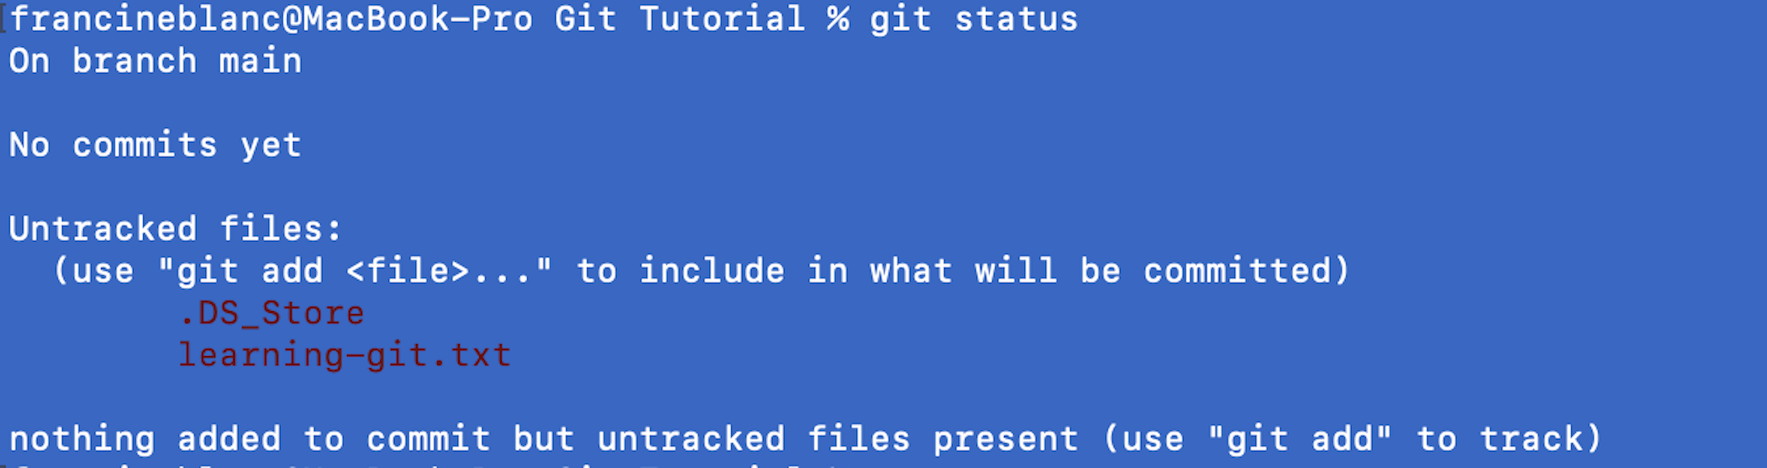 francineblanc@MacBook-Pro Git Tutorial % git status
On branch main
No commits yet
Untracked files:
(use "git add <file>..." to include in what will be committed)
.DS_Store
learning-git.txt
nothing added to commit but untracked files present (use "git add" to track)